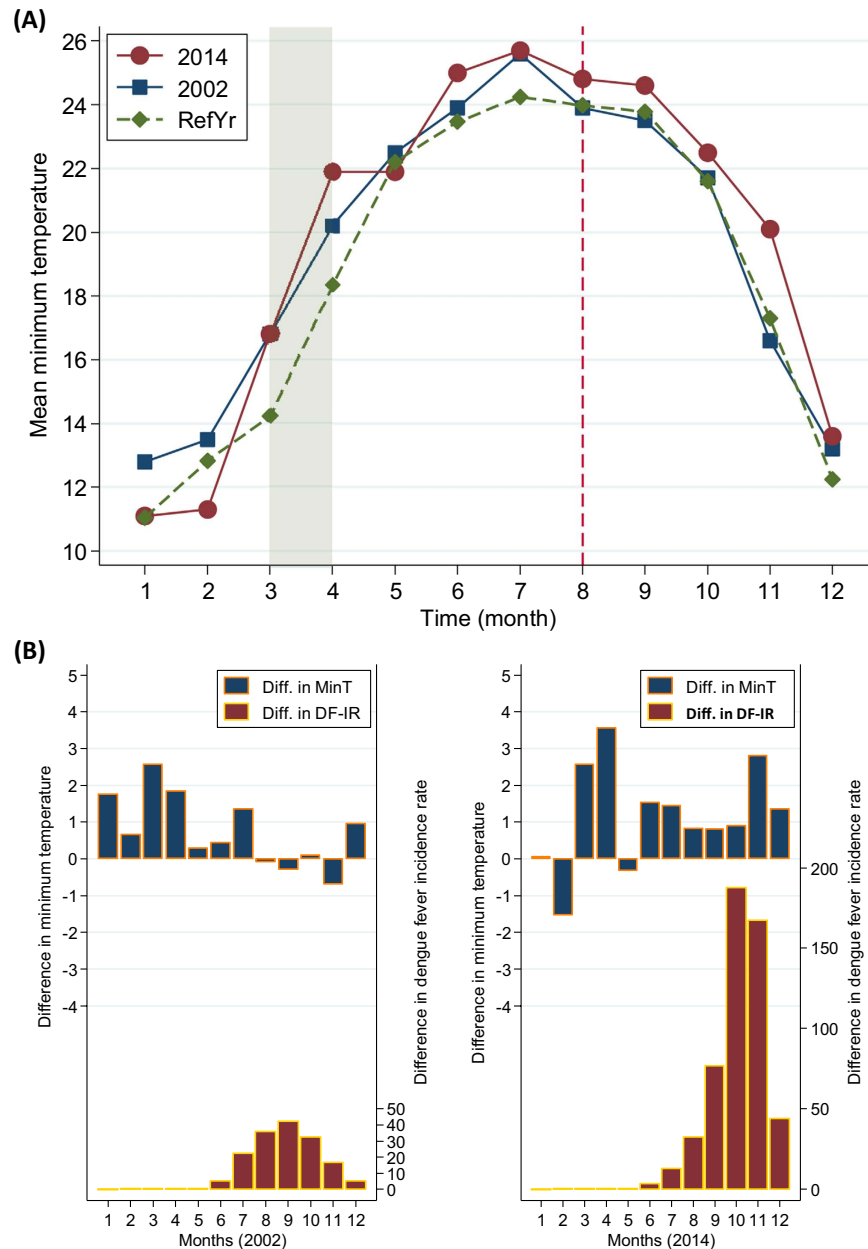 (A)
26
24
22
20
18
16
14
12
10
Mean minimum temperature
2014
2002
RefYr
1 2 3 4 5 6 7 8 9 10 11 12
Time (month)
(B)
5
4
3
2
1
0
-1
-2
-3
-4
Difference in minimum temperature
Diff. in MinT
Diff. in DF-IR
50
40
30
20
10
0
Difference in dengue fever incidence rate
1 2 3 4 5 6 7 8 9 10 11 12
Months (2002)
5
4
3
2
1
0
-1
-2
-3
-4
Difference in minimum temperature
Diff. in MinT
Diff. in DF-IR
200
150
100
50
0
Difference in dengue fever incidence rate
1 2 3 4 5 6 7 8 9 10 11 12
Months (2014)